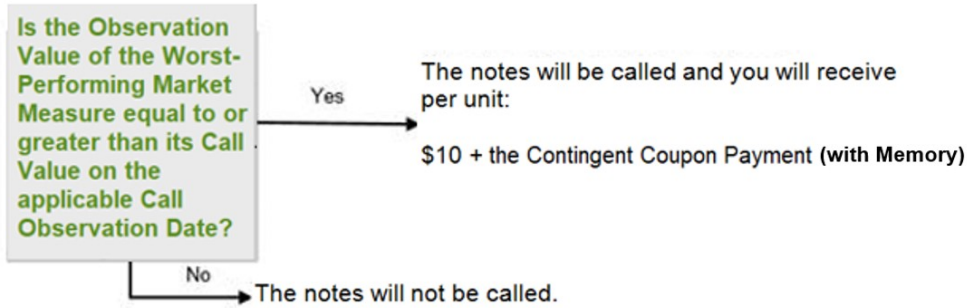 Is the Observation
Value of the Worst-
Performing Market
Measure equal to or
greater than its Call
Value on the
applicable Call
Observation Date?
Yes
The notes will be called and you will receive
per unit:
$10 + the Contingent Coupon Payment (with Memory)
No
The notes will not be called.